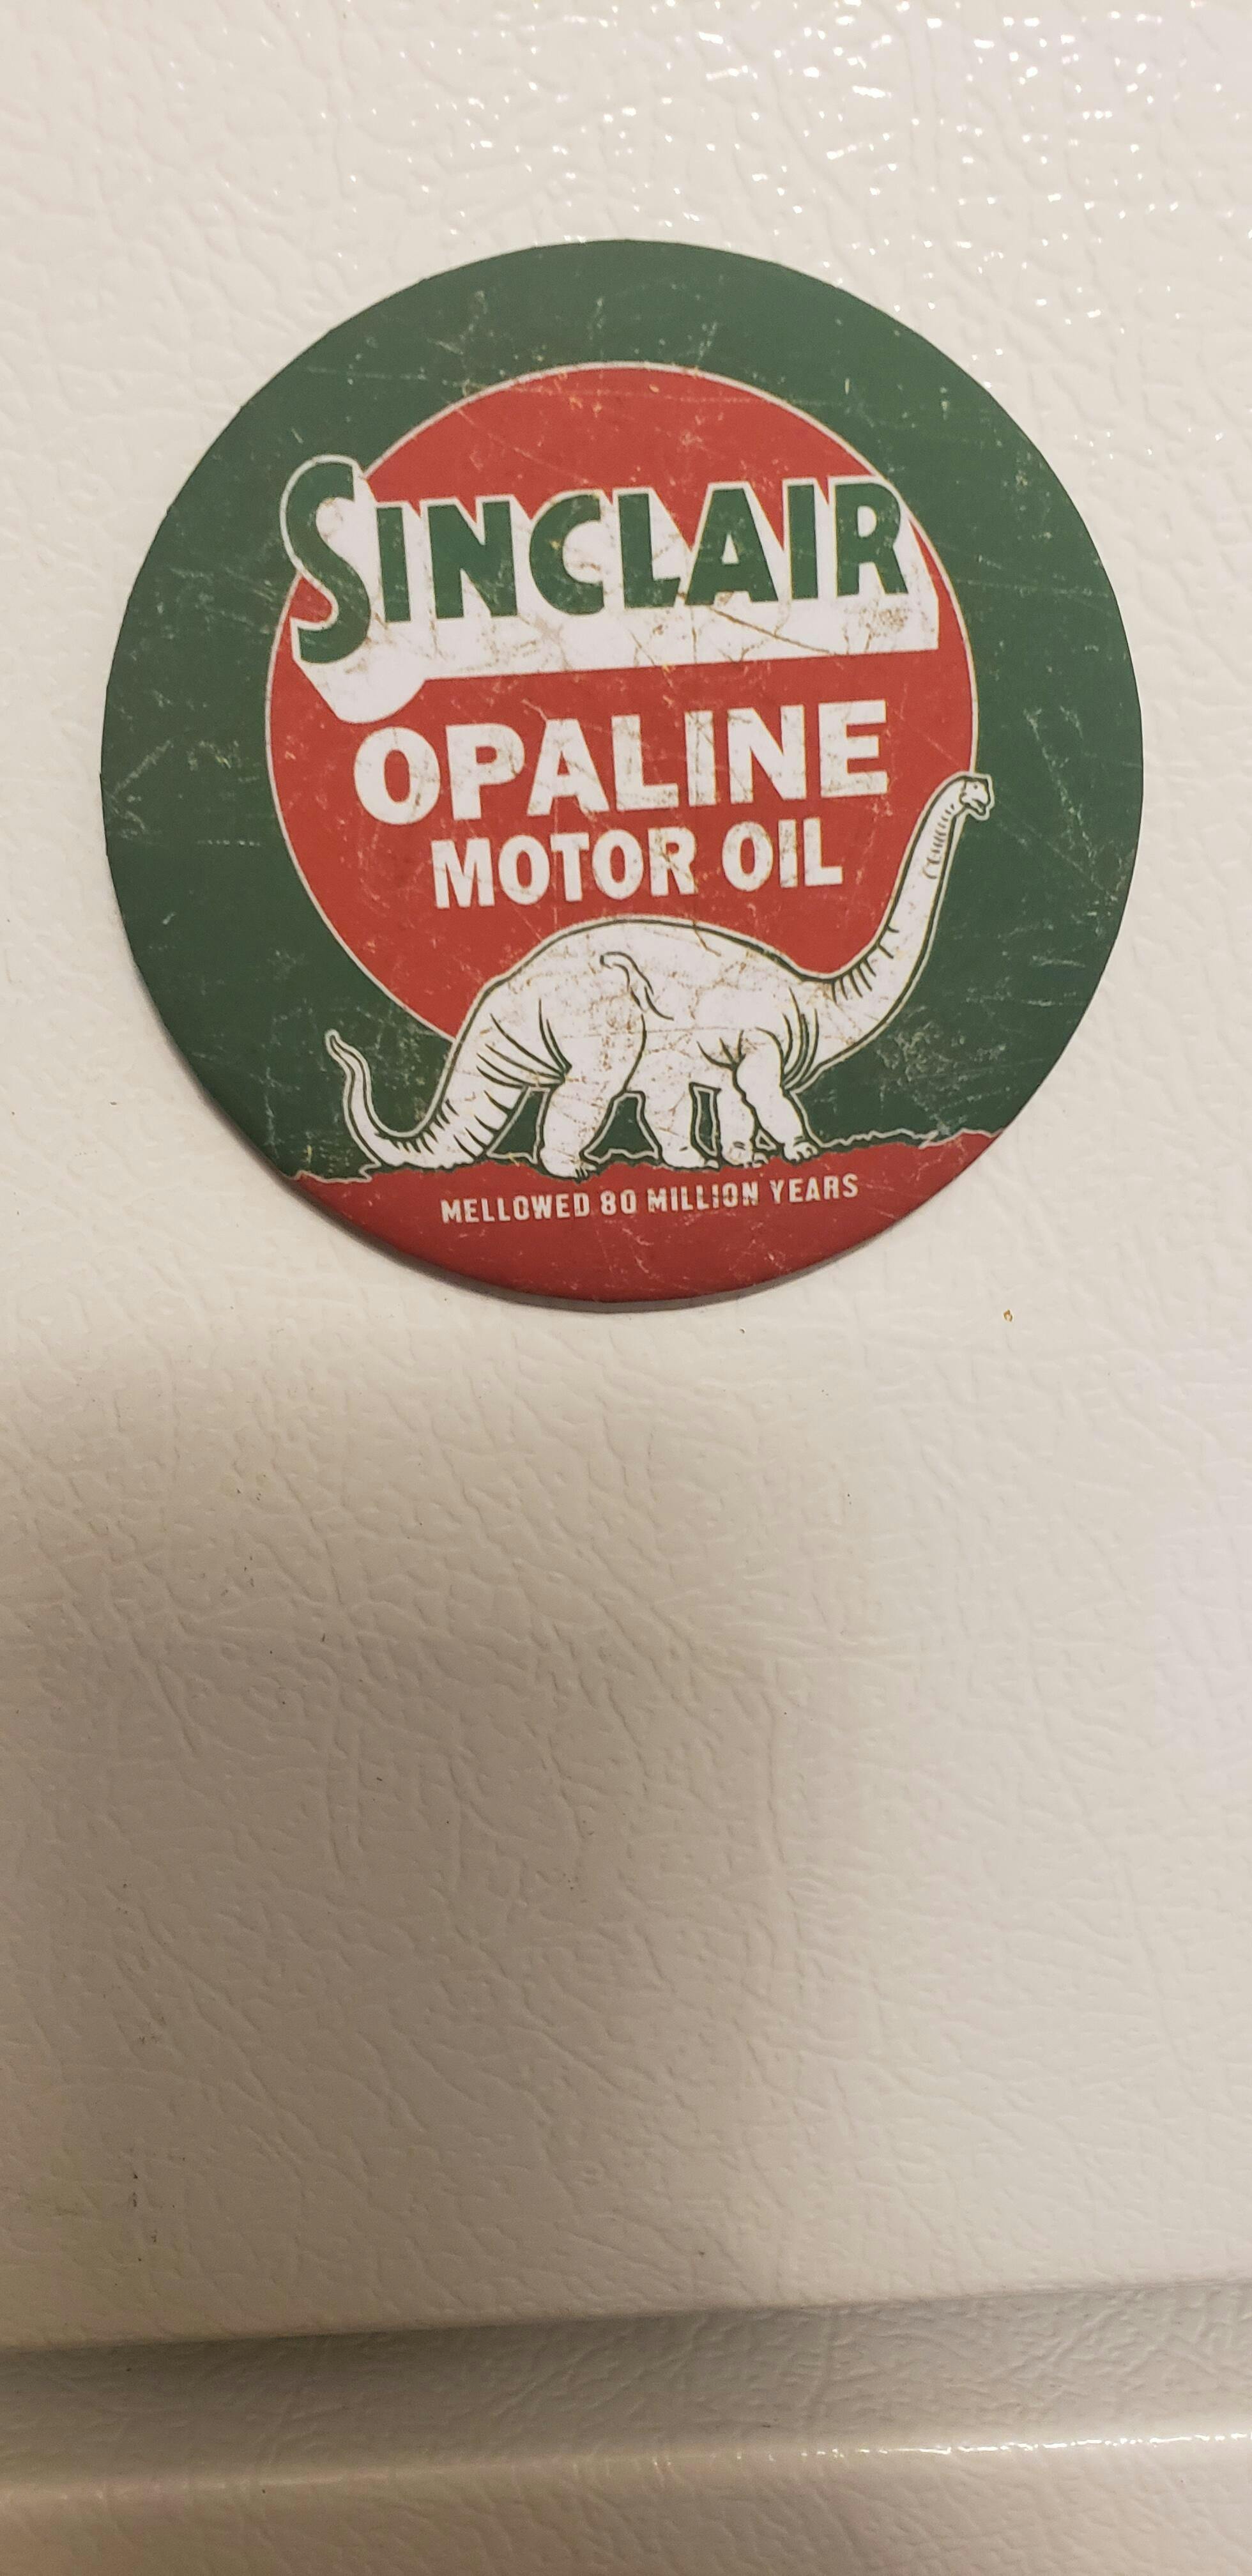 SINCLAIR
OPALINE
MOTOR OIL
MELLOWED 80 MILLION YEARS